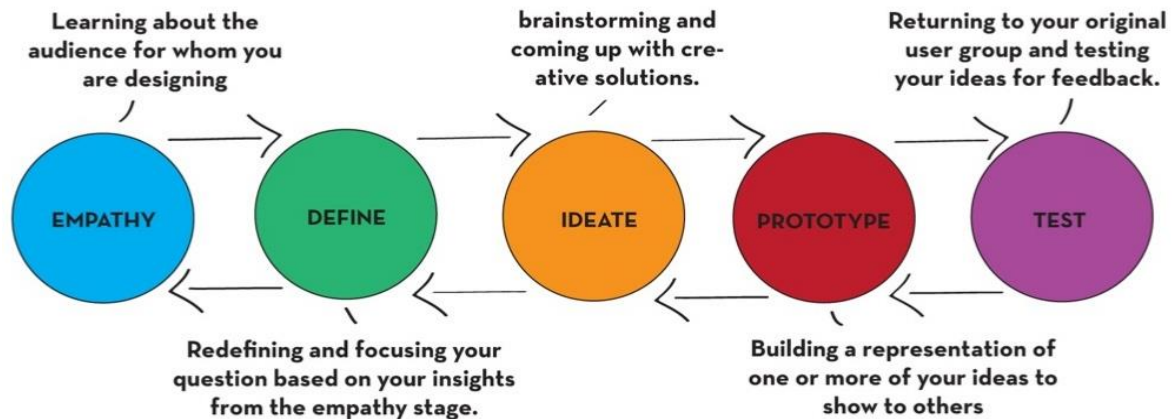 Learning about the
audience for whom you
are designing
brainstorming and
coming up with cre-
ative solutions.
Returning to your original
user group and testing
your ideas for feedback.
EMPATHY
DEFINE
IDEATE
PROTOTYPE
TEST
Redefining and focusing your
question based on your insights
from the empathy stage.
Building a representation of
one or more of your ideas to
show to others